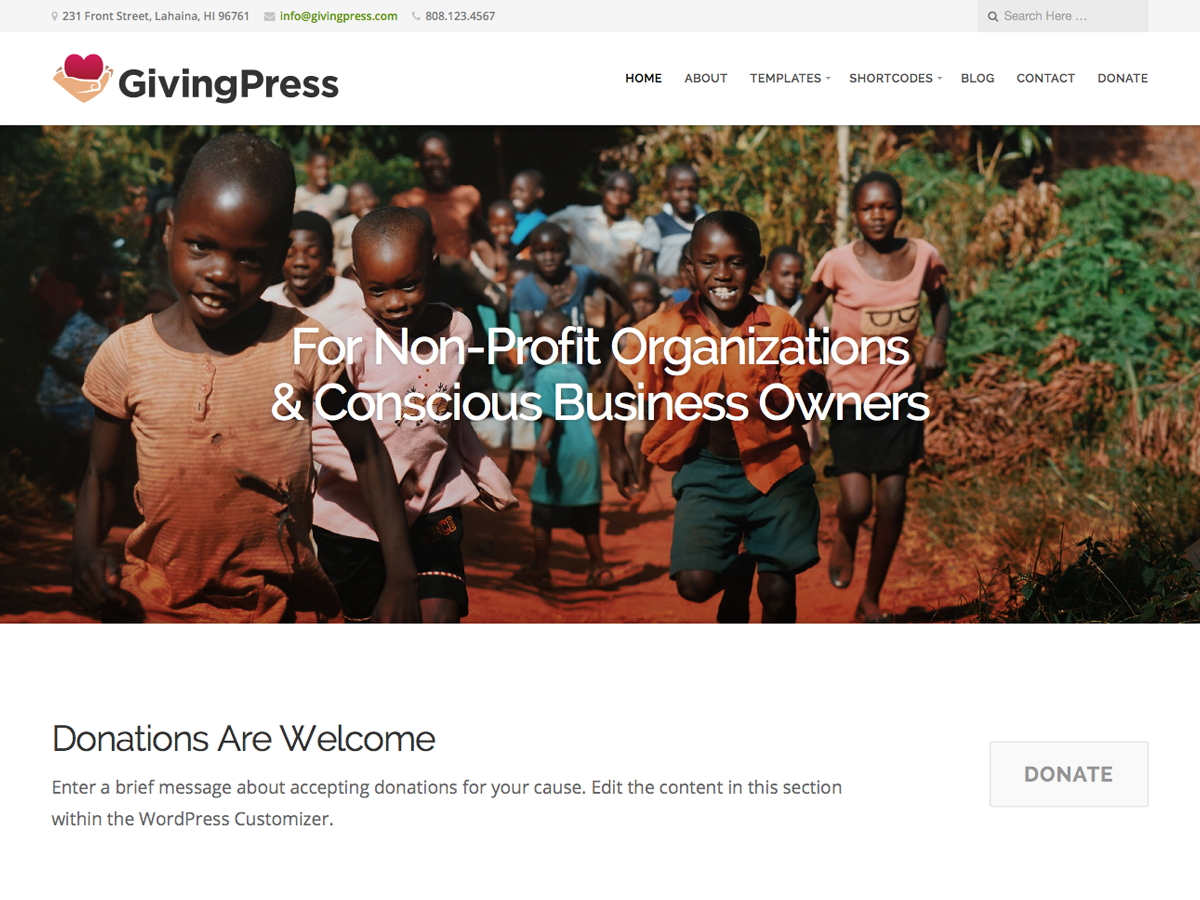 231 Front Street, Lahaina, HI 96761 info@givingpress.com 808.123.4567 Search Here ...
GivingPress
HOME ABOUT TEMPLATES SHORTCODES BLOG CONTACT DONATE
For Non-Profit Organizations
& Conscious Business Owners
Donations Are Welcome
Enter a brief message about accepting donations for your cause. Edit the content in this section
within the WordPress Customizer.
DONATE